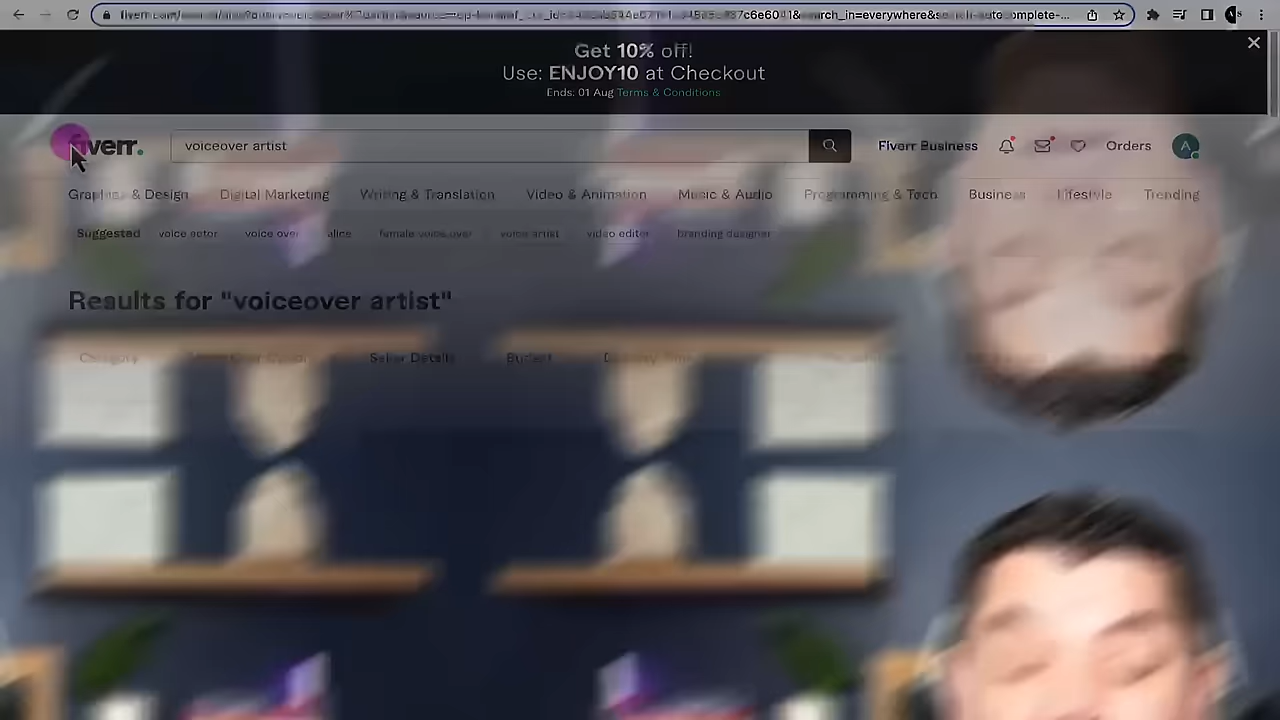 Get 10% off!
Use: ENJOY10 at Checkout
Ends: 01 Aug Terms & Conditions
fiverr.
voiceover artist
Fiverr Business
Orders
A
Graphics & Design Digital Marketing Writing & Translation Video & Animation Music & Audio Programming & Tech Business Lifestyle Trending
Suggested voice actor voice over alice female voice over voice artist video editor branding designer
Results for "voiceover artist"
Category Seller Details Budget Delivery Time